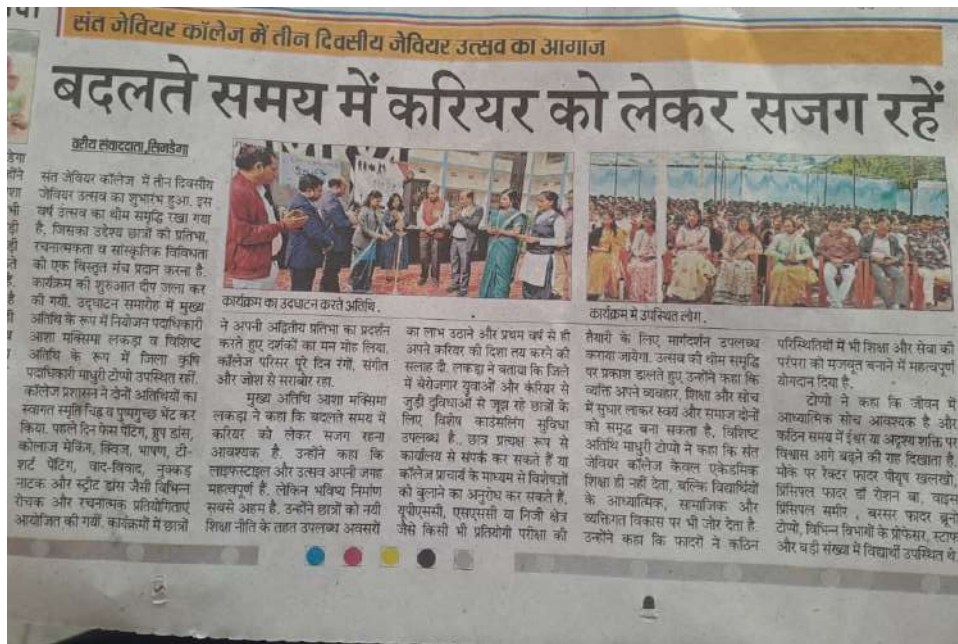 संत जेवियर कॉलेज में तीन दिवसीय जेवियर उत्सव का आगाज
बदलते समय में करियर को लेकर सजग रहें
वरीय संवाददाता,सिमडेगा
संत जेवियर कॉलेज में तीन दिवसीय
जेवियर उत्सव का शुभारंभ हुआ. इस
वर्ष उत्सव का थीम समृद्धि रखा गया
है, जिसका उद्देश्य छात्रों की प्रतिभा,
रचनात्मकता व सांस्कृतिक विविधता
को एक विस्तृत मंच प्रदान करना है.
कार्यक्रम की शुरुआत दीप जला कर
की गयी. उद्घाटन समारोह में मुख्य
अतिथि के रूप में नियोजन पदाधिकारी
आशा मक्सिमा लकड़ा व विशिष्ट
अतिथि के रूप में जिला कृषि
पदाधिकारी माधुरी टोप्पो उपस्थित रहीं.
कॉलेज प्रशासन ने दोनों अतिथियों का
स्वागत स्मृति चिह्न व पुष्पगुच्छ भेंट कर
किया. पहले दिन फेस पेंटिंग, ग्रुप डांस,
कोलाज मेकिंग, क्विज, भाषण, टी-
शर्ट पेंटिंग, वाद-विवाद, नुक्कड़
नाटक और स्ट्रीट डांस जैसी विभिन्न
रोचक और रचनात्मक प्रतियोगिताएं
आयोजित की गयीं. कार्यक्रमों में छात्रों
कार्यक्रम का उद्घाटन करते अतिथि.
कार्यक्रम में उपस्थित लोग.
ने अपनी अद्वितीय प्रतिभा का प्रदर्शन
करते हुए दर्शकों का मन मोह लिया.
कॉलेज परिसर पूरे दिन रंगों, संगीत
और जोश से सराबोर रहा.
मुख्य अतिथि आशा मक्सिमा
लकड़ा ने कहा कि बदलते समय में
करियर को लेकर सजग रहना
आवश्यक है. उन्होंने कहा कि
लाइफस्टाइल और उत्सव अपनी जगह
महत्वपूर्ण हैं. लेकिन भविष्य निर्माण
सबसे अहम है. उन्होंने छात्रों को नयी
शिक्षा नीति के तहत उपलब्ध अवसरों
का लाभ उठाने और प्रथम वर्ष से ही
अपने करियर की दिशा तय करने की
सलाह दी. लकड़ा ने बताया कि जिले
में बेरोजगार युवाओं और करियर से
जुड़ी दुविधाओं से जूझ रहे छात्रों के
लिए विशेष काउंसलिंग सुविधा
उपलब्ध है. छात्र प्रत्यक्ष रूप से
कार्यालय से संपर्क कर सकते हैं या
कॉलेज प्राचार्य के माध्यम से विशेषज्ञों
को बुलाने का अनुरोध कर सकते हैं.
यूपीएससी, एसएससी या निजी क्षेत्र
जैसे किसी भी प्रतियोगी परीक्षा की
तैयारी के लिए मार्गदर्शन उपलब्ध
कराया जायेगा. उत्सव की थीम समृद्धि
पर प्रकाश डालते हुए उन्होंने कहा कि
व्यक्ति अपने व्यवहार, शिक्षा और सोच
में सुधार लाकर स्वयं और समाज दोनों
को समृद्ध बना सकता है. विशिष्ट
अतिथि माधुरी टोप्पो ने कहा कि संत
जेवियर कॉलेज केवल एकेडमिक
शिक्षा ही नहीं देता, बल्कि विद्यार्थियों
के आध्यात्मिक, सामाजिक और
व्यक्तिगत विकास पर भी जोर देता है.
उन्होंने कहा कि फादरों ने कठिन
परिस्थितियों में भी शिक्षा और सेवा की
परंपरा को मजबूत बनाने में महत्वपूर्ण
योगदान दिया है.
टोप्पो ने कहा कि जीवन में
आध्यात्मिक सोच आवश्यक है और
कठिन समय में ईश्वर या अदृश्य शक्ति पर
विश्वास आगे बढ़ने की राह दिखाता है.
मौके पर रेक्टर फादर पीयूष खलखो,
प्रिंसिपल फादर डॉ रोशन बा, वाइस
प्रिंसिपल समीर , बरसर फादर ब्रूनो
टोप्पो, विभिन्न विभागों के प्रोफेसर, स्टाफ
और बड़ी संख्या में विद्यार्थी उपस्थित थे.